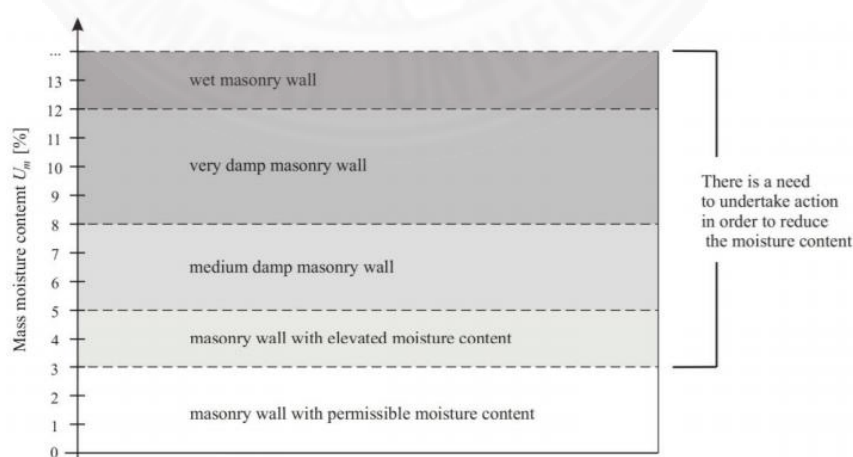 Mass moisture contemt Um [%]
...
13
12
11
10
9
8
7
6
5
4
3
2
1
0
wet masonry wall
very damp masonry wall
medium damp masonry wall
masonry wall with elevated moisture content
masonry wall with permissible moisture content
There is a need
to undertake action
in order to reduce
the moisture content